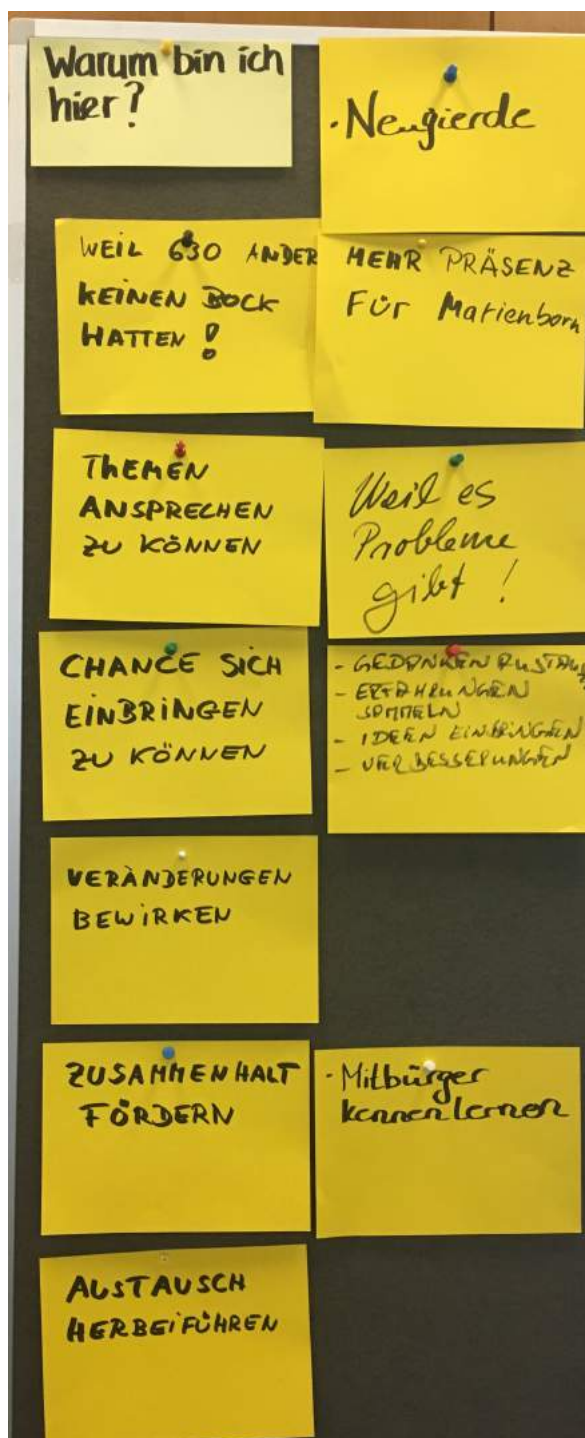 Warum bin ich
hier?
· Neugierde
WEIL 630 ANDER
KEINEN BOCK
HATTEN !
MEHR PRÄSENZ
FÜR Marienborn
THEMEN
ANSPRECHEN
ZU KÖNNEN
Weil es
Probleme
gibt !
CHANCE SICH
EINBRINGEN
ZU KÖNNEN
- GEDANKENAUSTAUS
- ERFAHRUNGEN
SAMMELN
- IDEEN EINBRINGEN
- VERBESSERUNGEN
VERÄNDERUNGEN
BEWIRKEN
ZUSAMMENHALT
FÖRDERN
· Mitbürger
kennenlernen
AUSTAUSCH
HERBEIFÜHREN